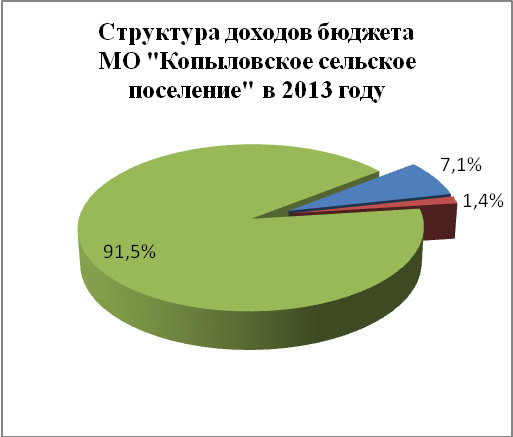 Структура доходов бюджета
МО "Копыловское сельское
поселение" в 2013 году
7,1%
1,4%
91,5%